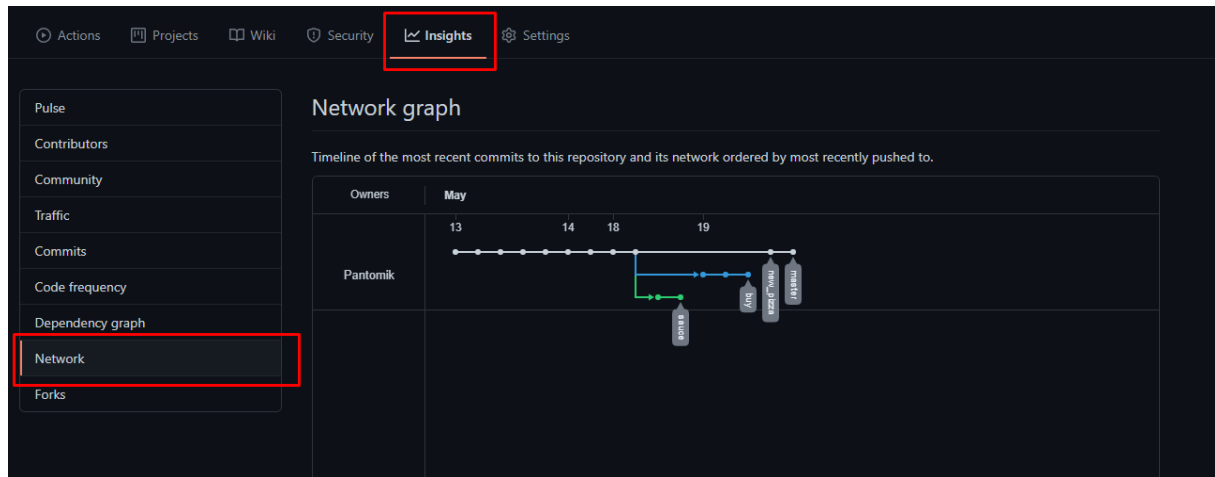 Actions Projects Wiki Security Insights Settings
Pulse
Contributors
Community
Traffic
Commits
Code frequency
Dependency graph
Network
Forks
Network graph
Timeline of the most recent commits to this repository and its network ordered by most recently pushed to.
Owners May
13 14 18 19
Pantomik
sauce
buy
new_pizza
master